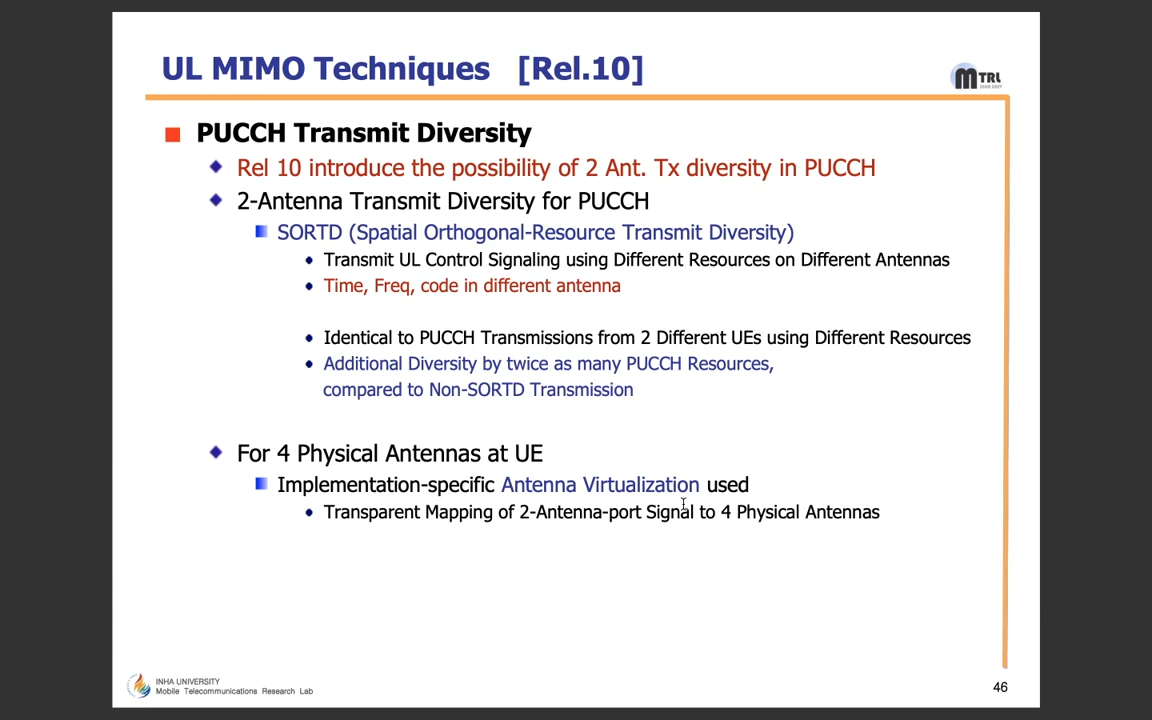 UL MIMO Techniques [Rel.10]
m TRL
PUCCH Transmit Diversity
Rel 10 introduce the possibility of 2 Ant. Tx diversity in PUCCH
2-Antenna Transmit Diversity for PUCCH
SORTD (Spatial Orthogonal-Resource Transmit Diversity)
Transmit UL Control Signaling using Different Resources on Different Antennas
Time, Freq, code in different antenna
Identical to PUCCH Transmissions from 2 Different UEs using Different Resources
Additional Diversity by twice as many PUCCH Resources,
compared to Non-SORTD Transmission
For 4 Physical Antennas at UE
Implementation-specific Antenna Virtualization used
Transparent Mapping of 2-Antenna-port Signal to 4 Physical Antennas
INHA UNIVERSITY
Mobile Telecommunications Research Lab
46